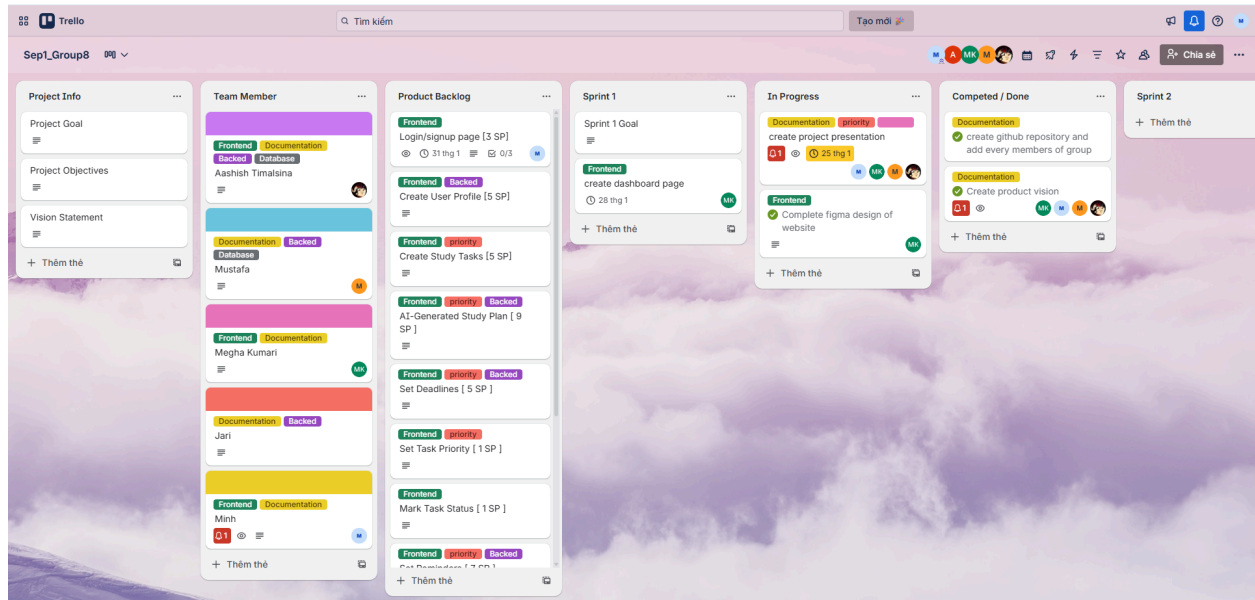 Trello
Tìm kiếm
Tạo mới 🎉
M
Sep1_Group8
M A MK M
Chia sẻ
Project Info
Project Goal
Project Objectives
Vision Statement
+ Thêm thẻ
Team Member
Frontend Documentation
Backed Database
Aashish Timalsina
Documentation Backed
Database
Mustafa
M
Frontend Documentation
Megha Kumari
MK
Documentation Backed
Jari
Frontend Documentation
Minh
1
M
+ Thêm thẻ
Product Backlog
Frontend
Login/signup page [3 SP]
31 thg 1 0/3 M
Frontend Backed
Create User Profile [5 SP]
Frontend priority
Create Study Tasks [5 SP]
Frontend priority Backed
AI-Generated Study Plan [ 9
SP ]
Frontend priority Backed
Set Deadlines [ 5 SP ]
Frontend priority
Set Task Priority [ 1 SP ]
Frontend
Mark Task Status [ 1 SP ]
Frontend priority Backed
Set Reminders [ 7 SP ]
+ Thêm thẻ
Sprint 1
Sprint 1 Goal
Frontend
create dashboard page
28 thg 1 MK
+ Thêm thẻ
In Progress
Documentation priority
create project presentation
1 25 thg 1
M MK M
Frontend
Complete figma design of
website
MK
+ Thêm thẻ
Competed / Done
Documentation
create github repository and
add every members of group
Documentation
Create product vision
1 MK M M
+ Thêm thẻ
Sprint 2
+ Thêm thẻ